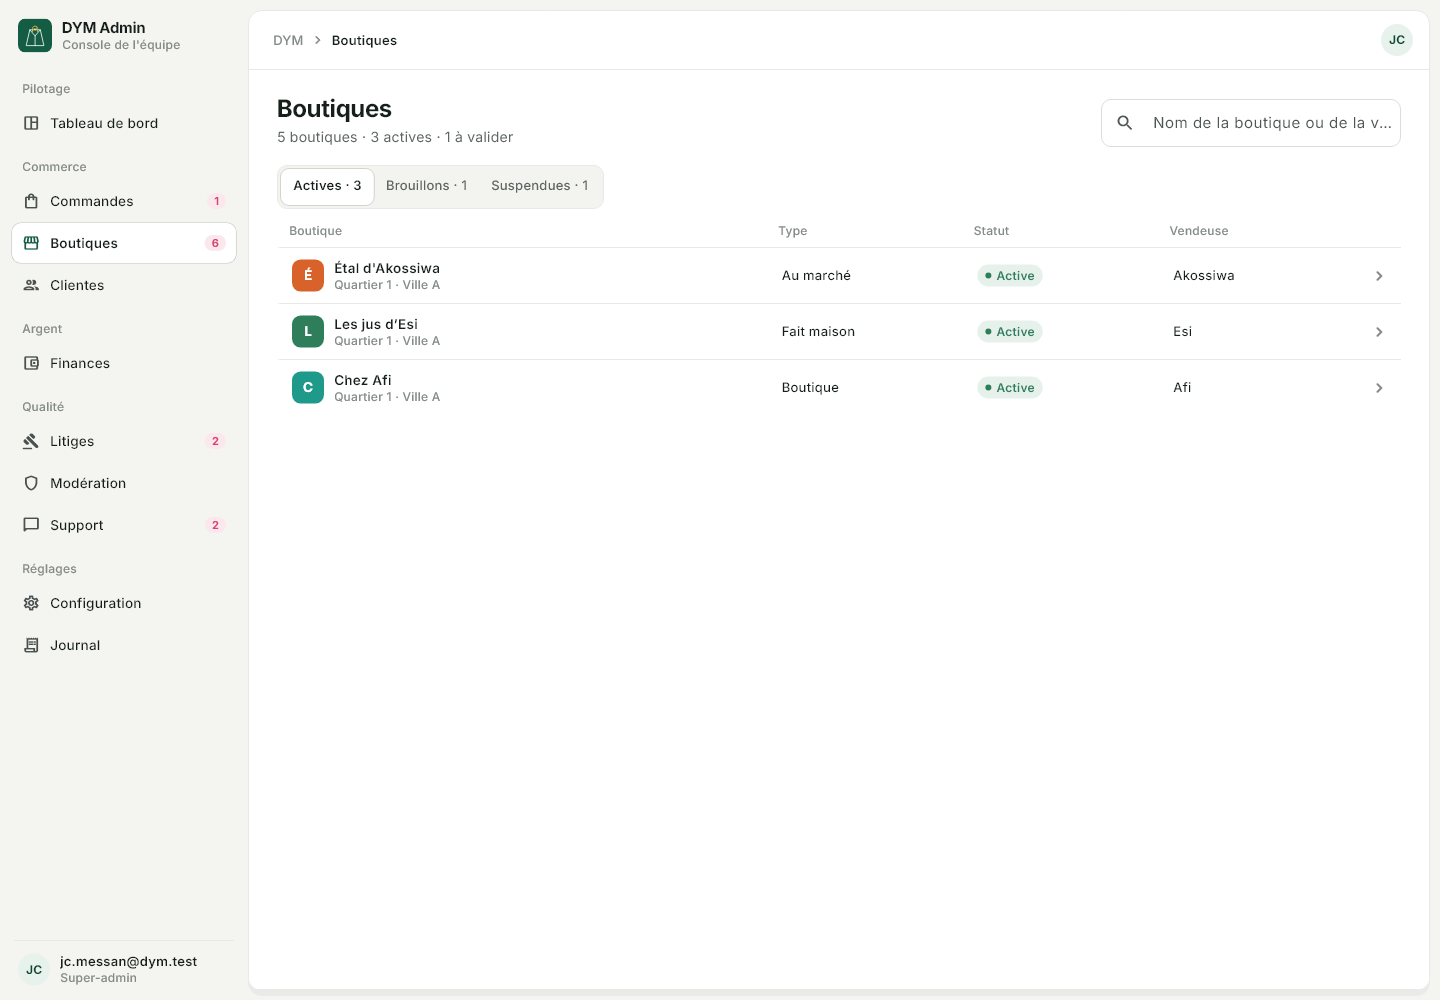 DYM Admin
Console de l'équipe
Pilotage
Tableau de bord
Commerce
Commandes 1
Boutiques 6
Clientes
Argent
Finances
Qualité
Litiges 2
Modération
Support 2
Réglages
Configuration
Journal
JC
jc.messan@dym.test
Super-admin
DYM > Boutiques
JC
Boutiques
5 boutiques · 3 actives · 1 à valider
Nom de la boutique ou de la v...
Actives · 3 Brouillons · 1 Suspendues · 1
Boutique Type Statut Vendeuse
É Étal d'Akossiwa Au marché Active Akossiwa
Quartier 1 · Ville A
L Les jus d’Esi Fait maison Active Esi
Quartier 1 · Ville A
C Chez Afi Boutique Active Afi
Quartier 1 · Ville A